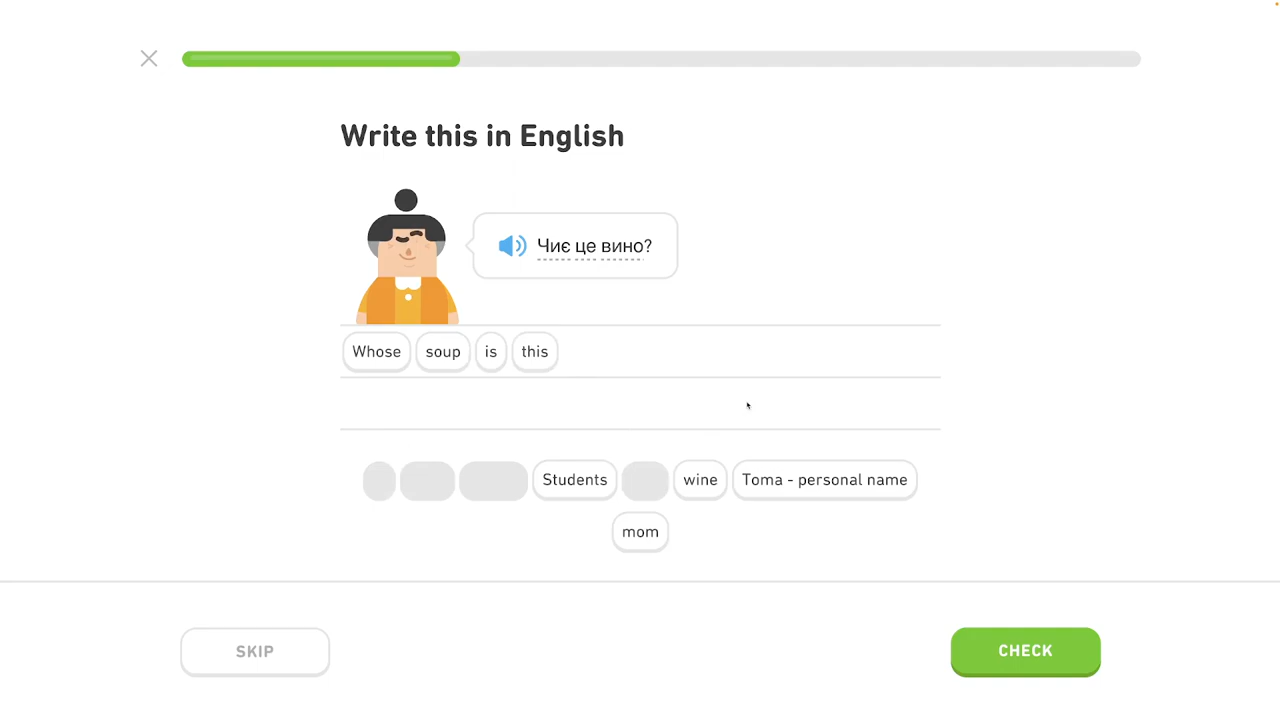 Write this in English
Чиє це вино?
Whose soup is this
Students wine Toma - personal name
mom
SKIP CHECK